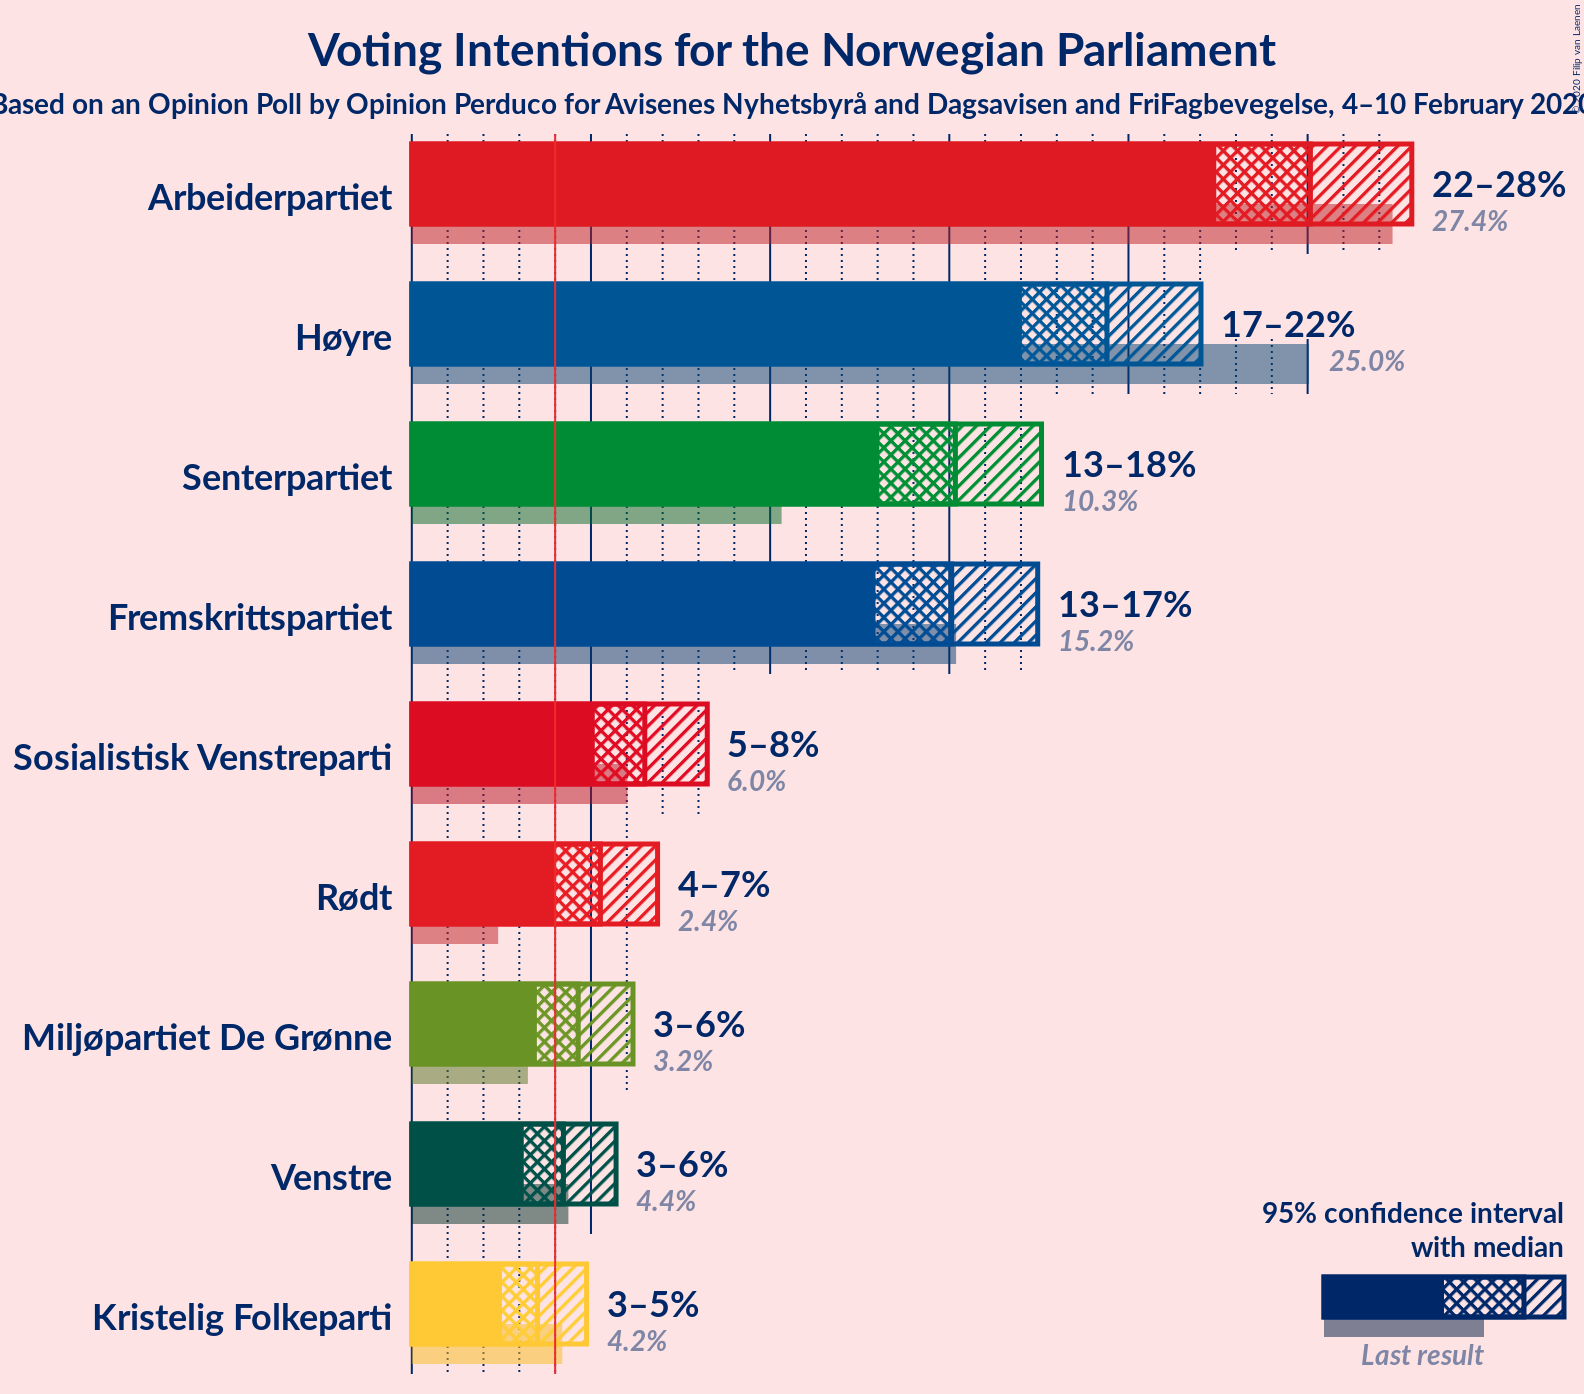 Voting Intentions for the Norwegian Parliament
Based on an Opinion Poll by Opinion Perduco for Avisenes Nyhetsbyrå and Dagsavisen and FriFagbevegelse, 4–10 February 2020
© 2020 Filip van Laenen
Arbeiderpartiet
22–28%
27.4%
Høyre
17–22%
25.0%
Senterpartiet
13–18%
10.3%
Fremskrittspartiet
13–17%
15.2%
Sosialistisk Venstreparti
5–8%
6.0%
Rødt
4–7%
2.4%
Miljøpartiet De Grønne
3–6%
3.2%
Venstre
3–6%
4.4%
Kristelig Folkeparti
3–5%
4.2%
95% confidence interval
with median
Last result